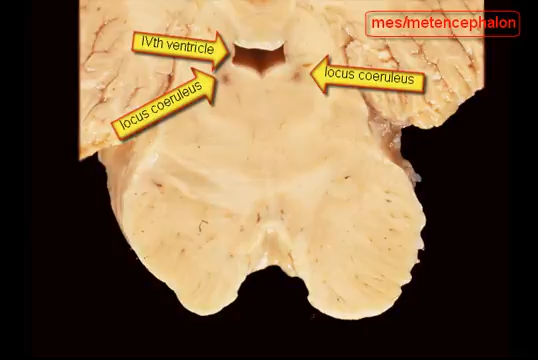 mes/metencephalon
IVth ventricle
locus coeruleus
locus coeruleus